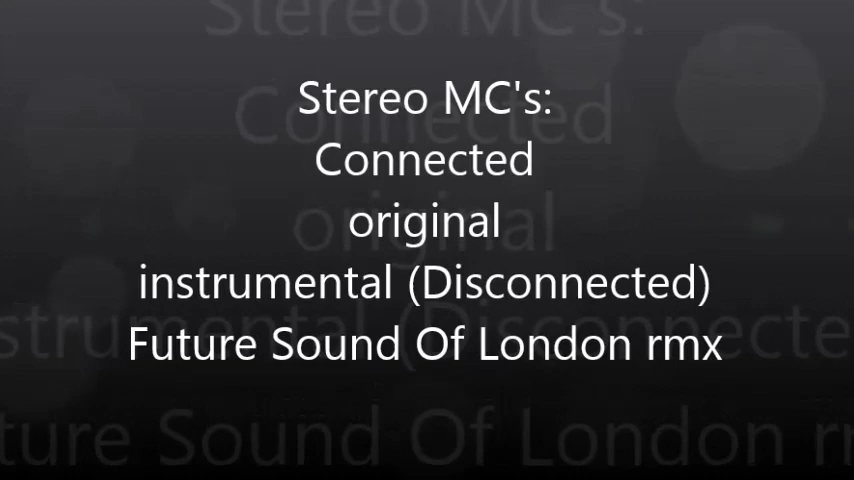 Stereo MC's:
Connected
original
instrumental (Disconnected)
Future Sound Of London rmx